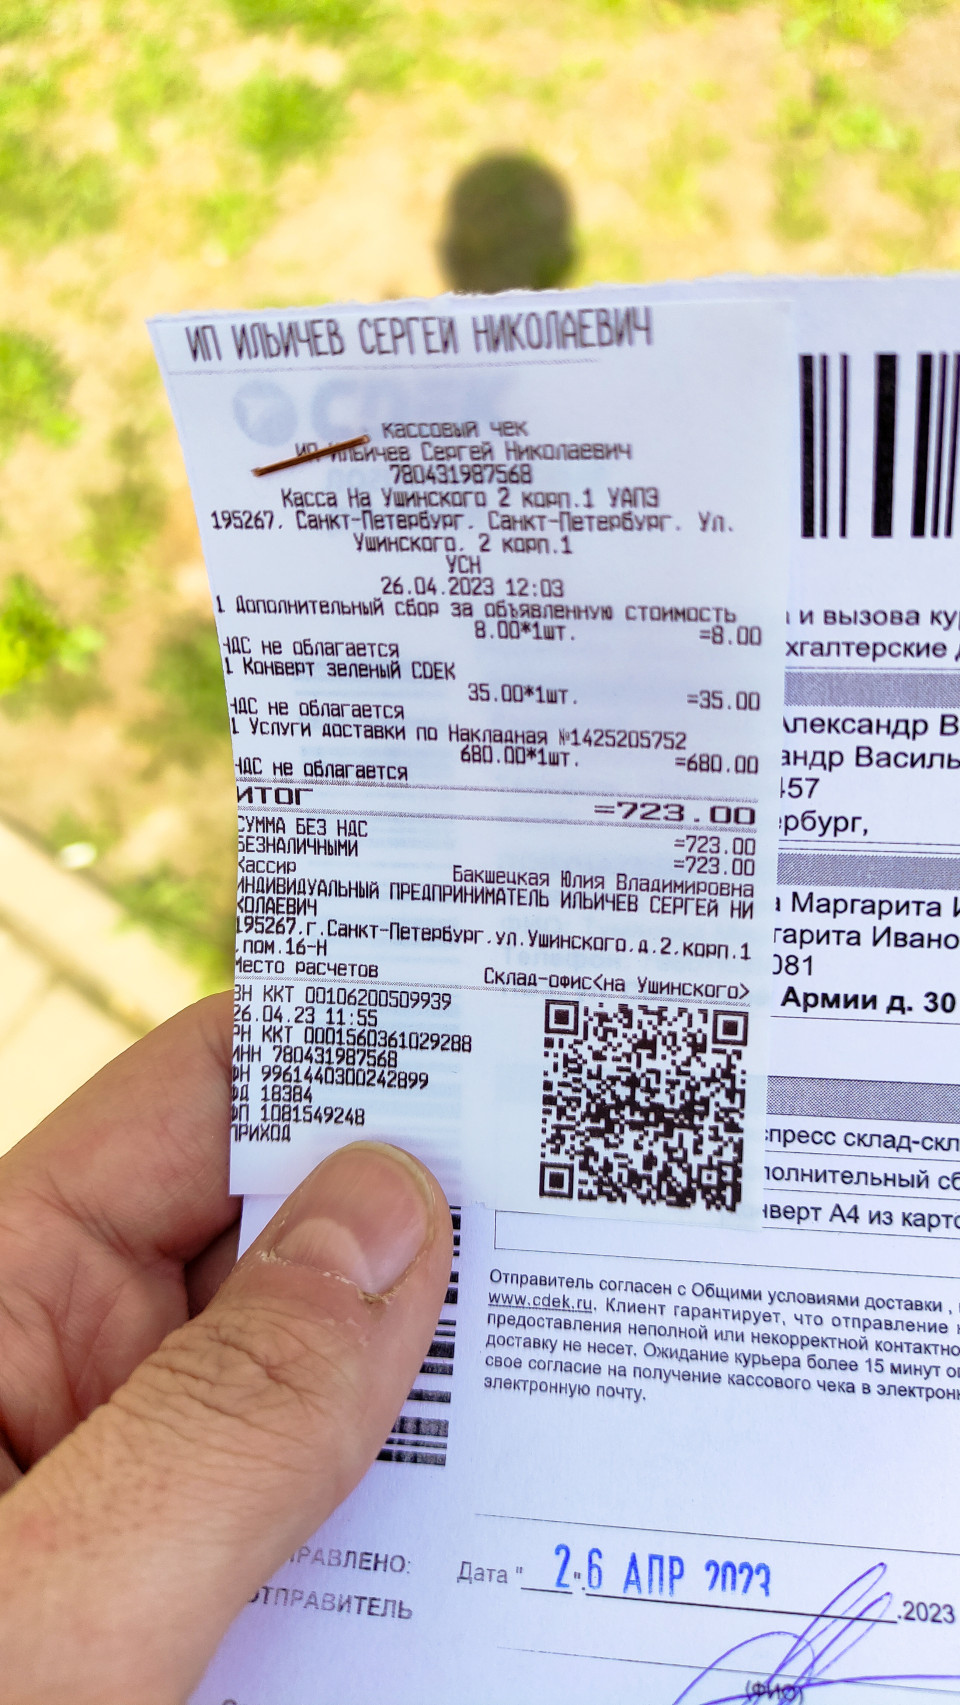 ИП ИЛЬИЧЕВ СЕРГЕЙ НИКОЛАЕВИЧ
CDEK
Кассовый чек
ИП Ильичев Сергей Николаевич
780431987568
Касса На Ушинского 2 корп.1 УАПЭ
195267, Санкт-Петербург, Санкт-Петербург, Ул.
Ушинского, 2 корп.1
УСН
26.04.2023 12:03
1 Дополнительный сбор за объявленную стоимость
8.00*1шт. =8.00
НДС не облагается
1 Конверт зеленый CDEK
35.00*1шт. =35.00
НДС не облагается
1 Услуги доставки по Накладная №1425205752
680.00*1шт. =680.00
НДС не облагается
ИТОГ =723.00
СУММА БЕЗ НДС =723.00
БЕЗНАЛИЧНЫМИ =723.00
Кассир Бакшецкая Юлия Владимировна
ИНДИВИДУАЛЬНЫЙ ПРЕДПРИНИМАТЕЛЬ ИЛЬИЧЕВ СЕРГЕЙ НИ
КОЛАЕВИЧ
195267,г.Санкт-Петербург,ул.Ушинского,д.2,корп.1
,пом.16-Н
Место расчетов Склад-офис<на Ушинского>
ЗН ККТ 00106200509939
26.04.23 11:55
РН ККТ 0001560361029288
ИНН 780431987568
ФН 9961440300242899
ФД 18384
ФП 1081549248
ПРИХОД
и вызова ку
хгалтерские
Александр В
андр Василь
457
рбург,
Маргарита И
гарита Ивано
081
Армии д. 30
пресс склад-скл
полнительный сб
нверт А4 из карто
Отправитель согласен с Общими условиями доставки ,
www.cdek.ru. Клиент гарантирует, что отправление
предоставления неполной или некорректной контактно
доставку не несет. Ожидание курьера более 15 минут
свое согласие на получение кассового чека в электрон
электронную почту.
РАВЛЕНО:
ОТПРАВИТЕЛЬ
Дата " 26 АПР 2023 .2023
(ФИО)